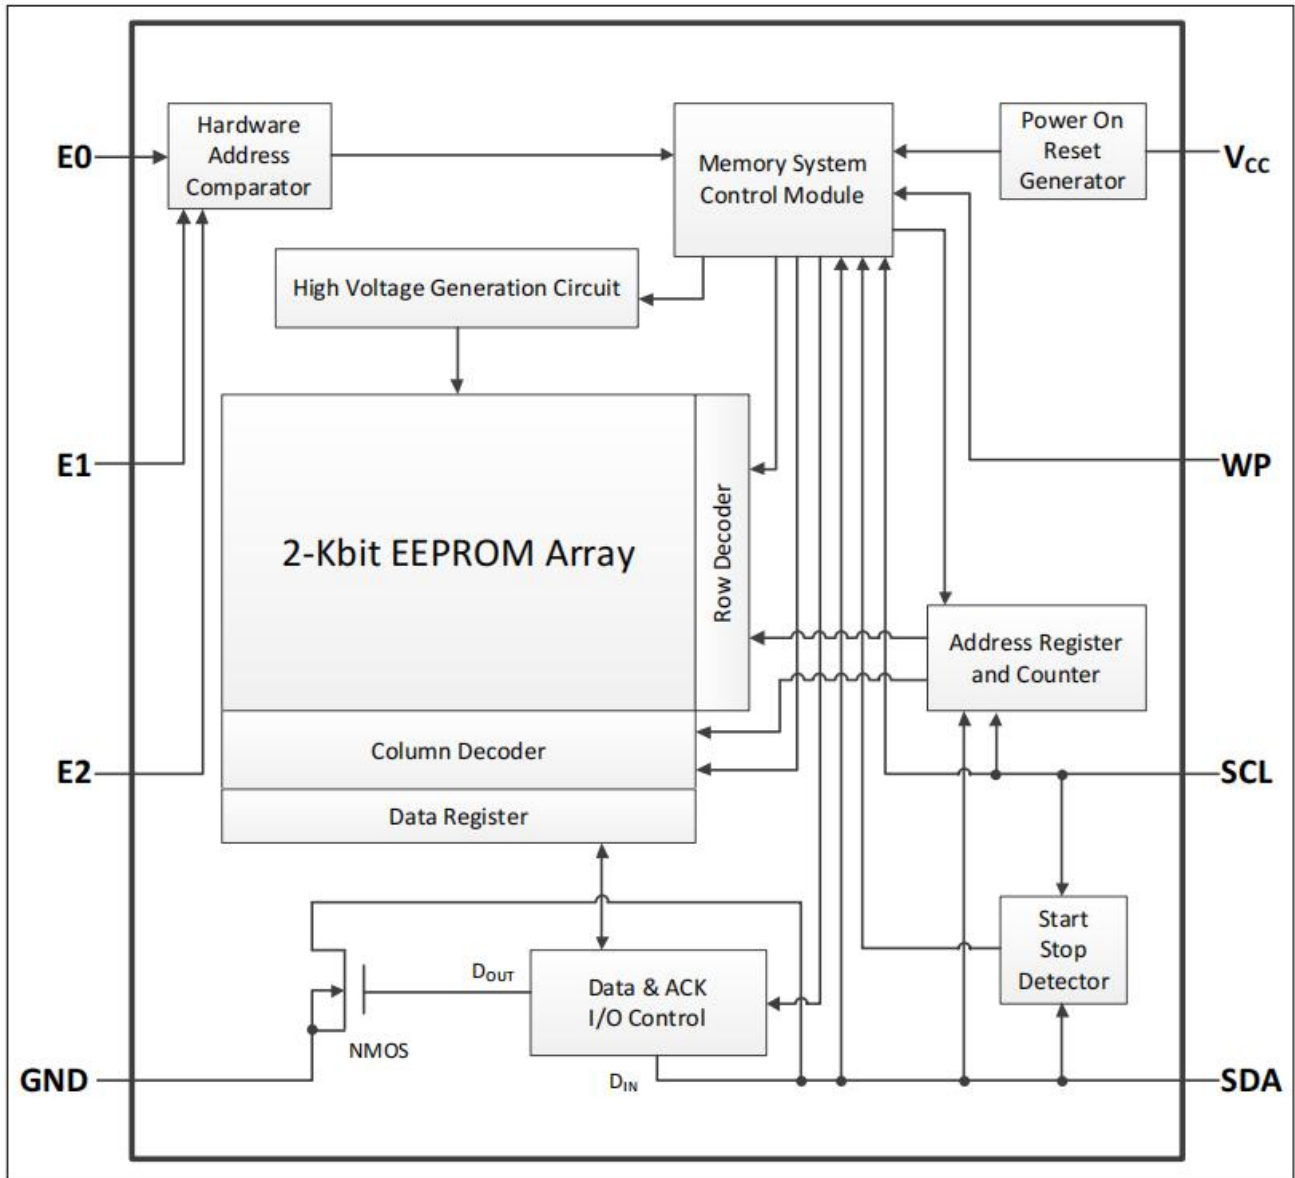 Hardware
Address
Comparator
Memory System
Control Module
Power On
Reset
Generator
E0
VCC
High Voltage Generation Circuit
E1
WP
2-Kbit EEPROM Array
Row Decoder
Address Register
and Counter
Column Decoder
E2
SCL
Data Register
Start
Stop
Detector
DOUT
Data & ACK
I/O Control
NMOS
GND
DIN
SDA